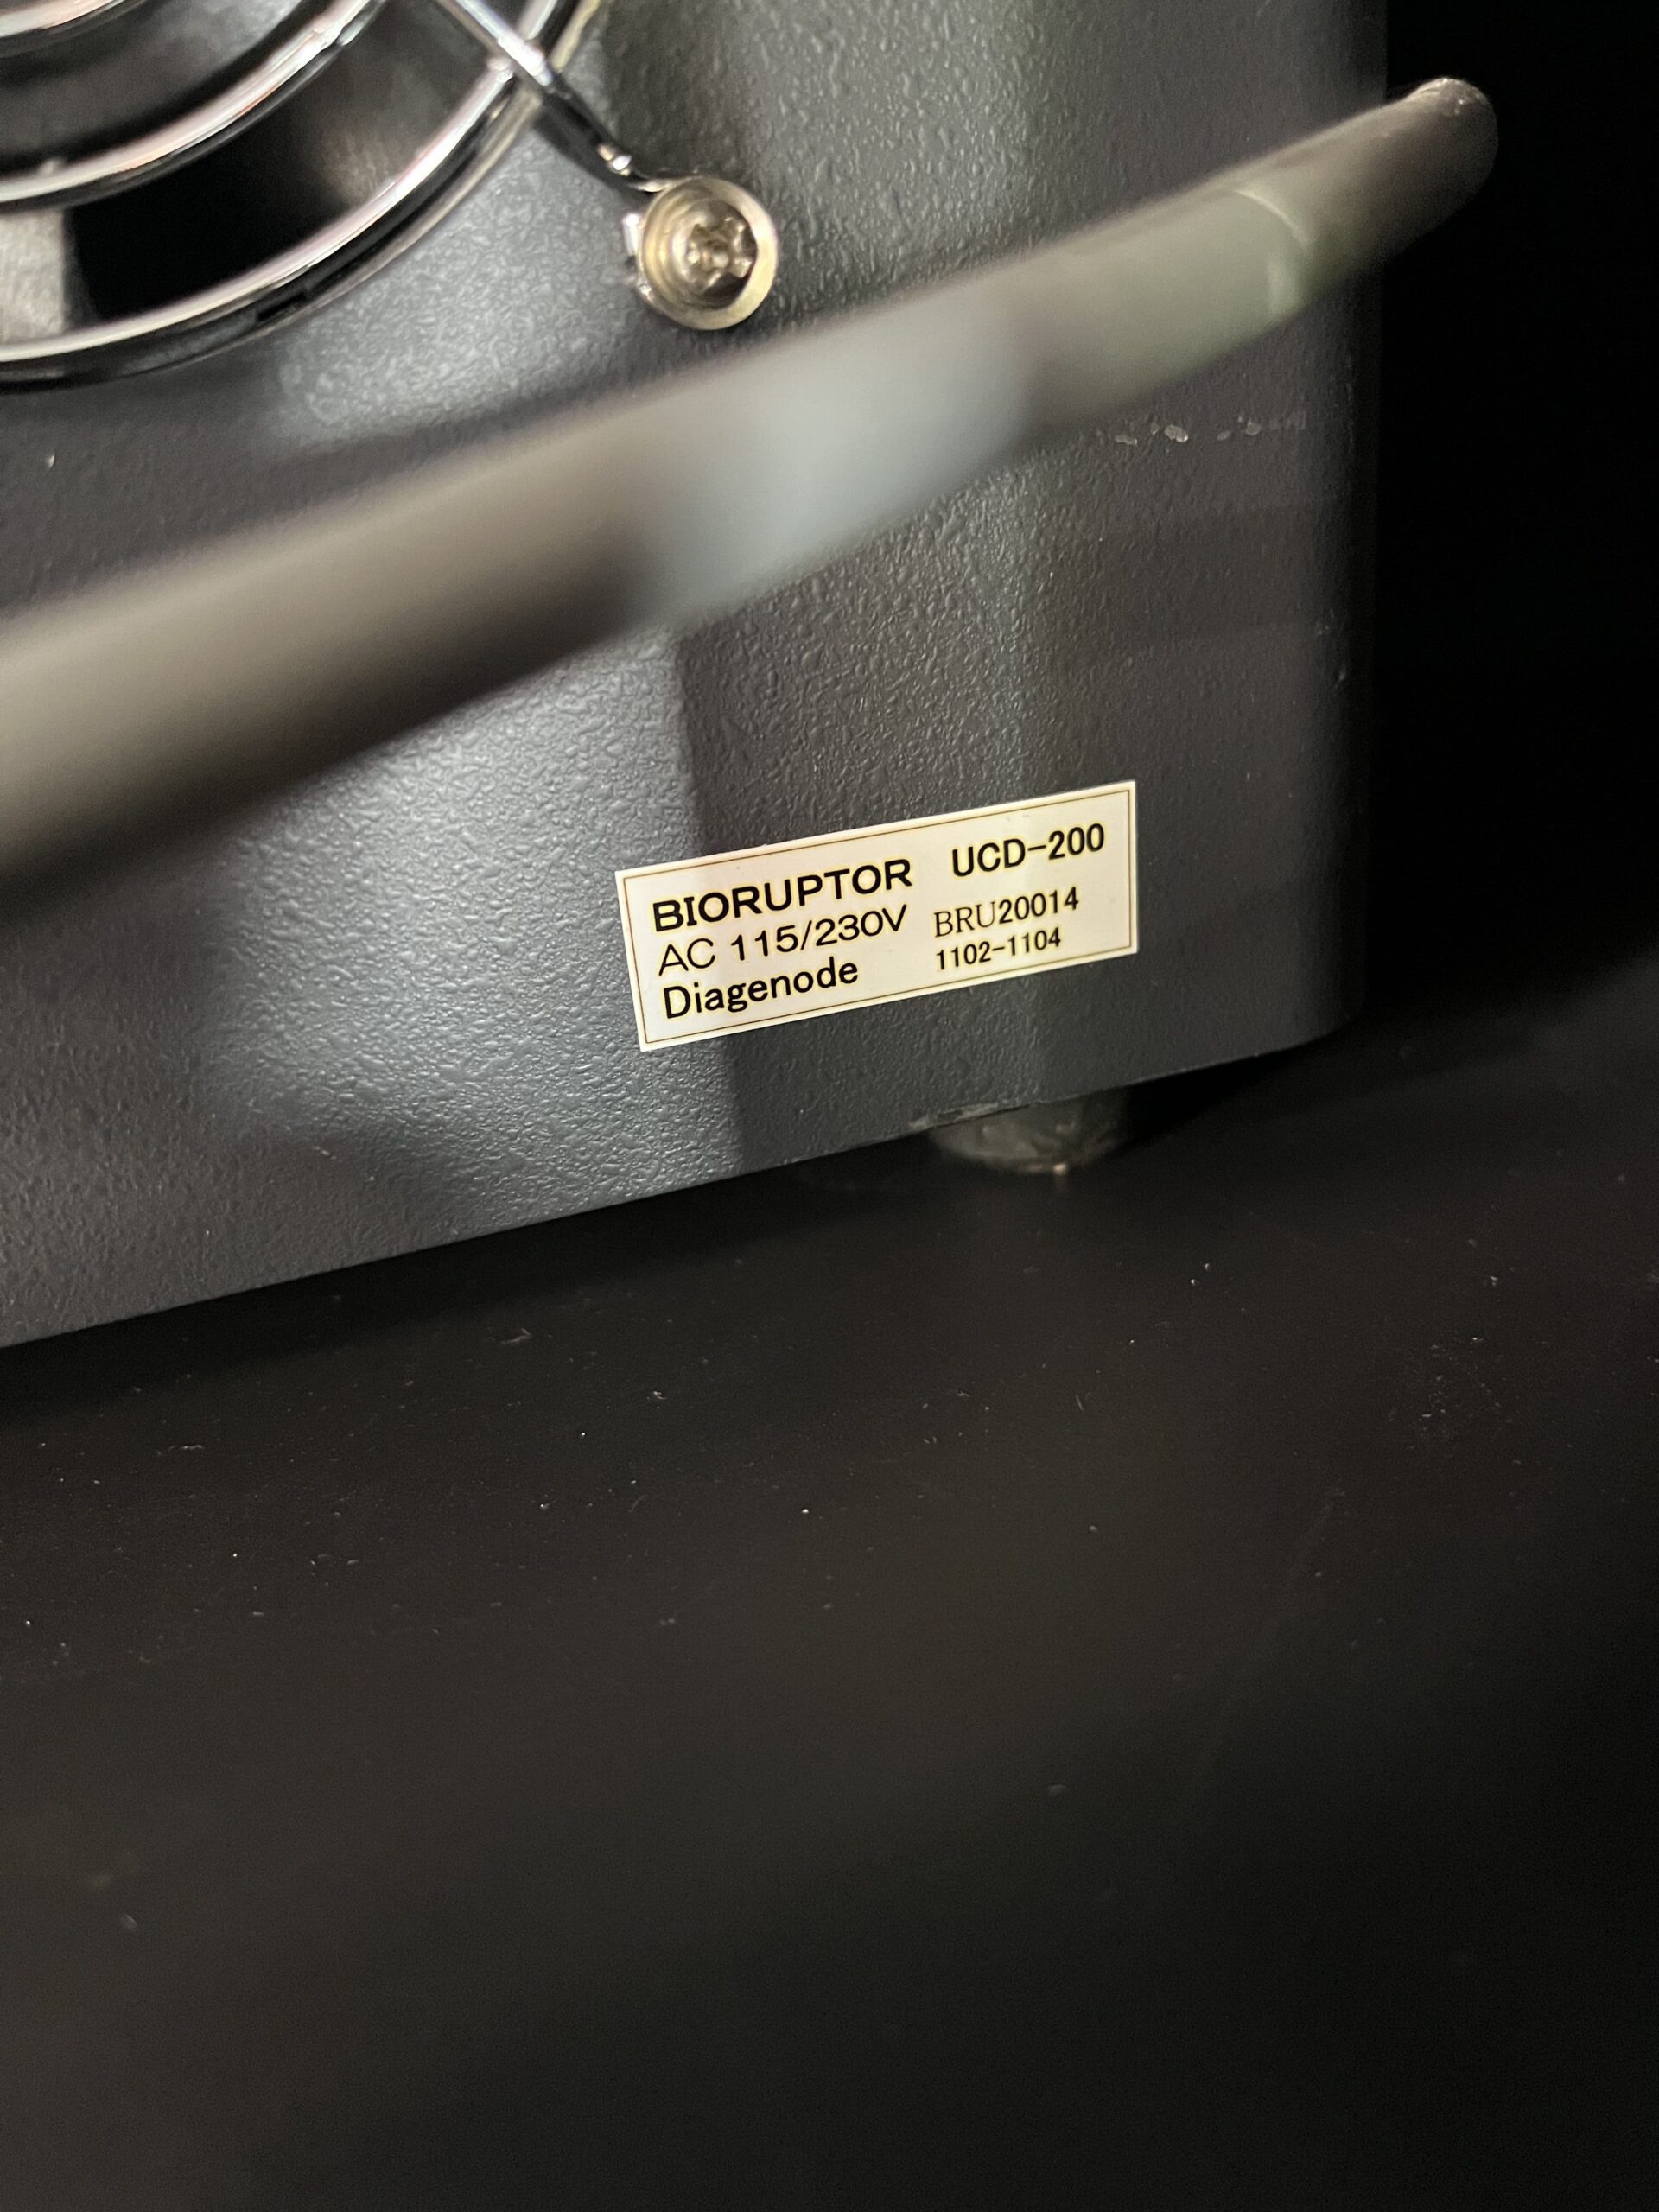 BIORUPTOR UCD-200
AC 115/230V BRU20014
Diagenode 1102-1104